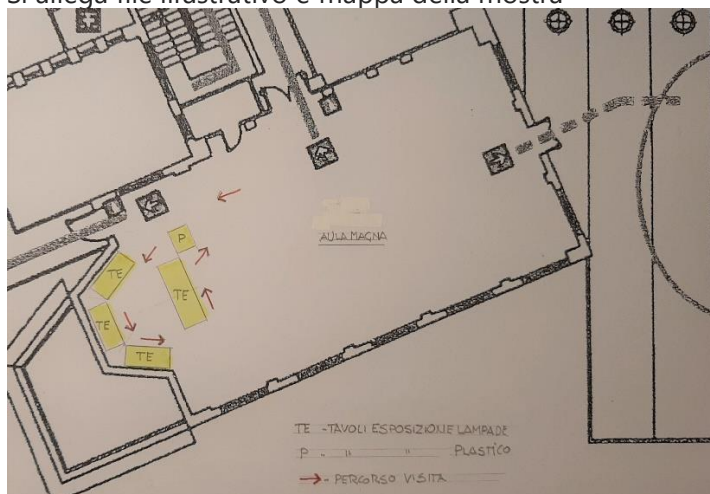 Si allega file illustrativo e mappa della mostra
AULA MAGNA
P
TE
TE
TE
TE
TE - TAVOLI ESPOSIZIONE LAMPADE
P - " " PLASTICO
→ - PERCORSO VISITA